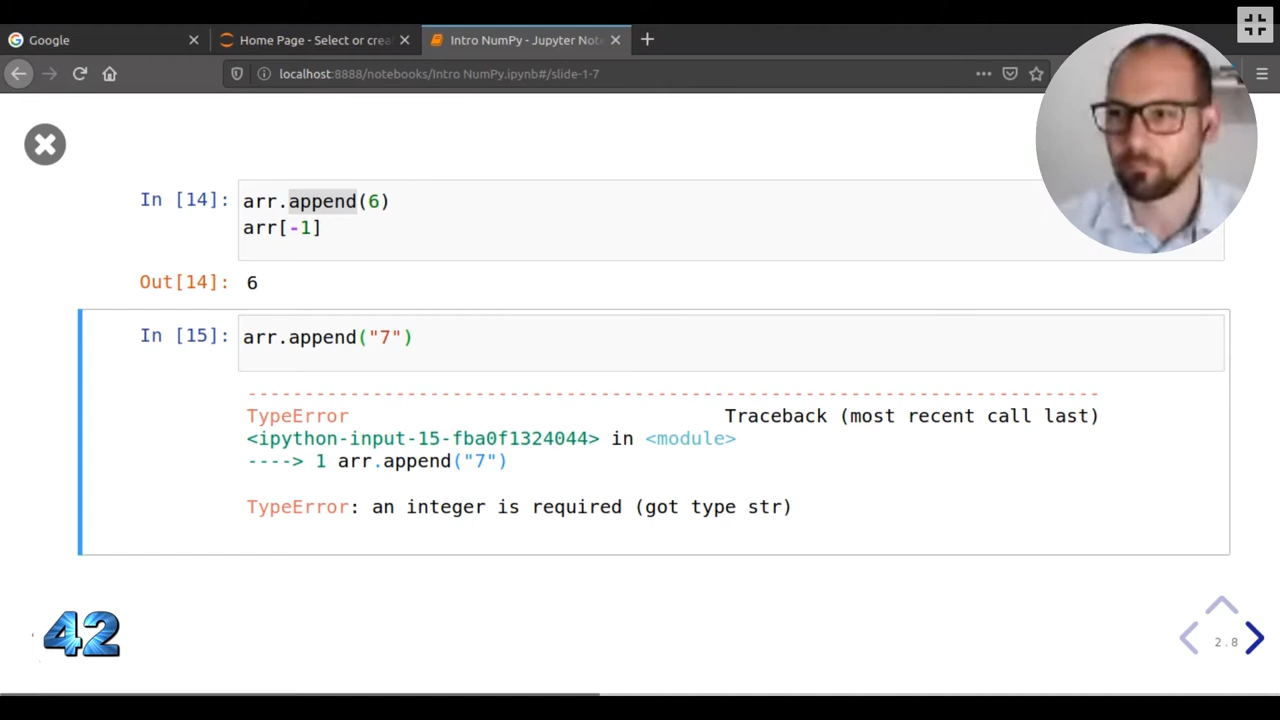 Google
Home Page - Select or crea
Intro NumPy - Jupyter Note
localhost:8888/notebooks/Intro NumPy.ipynb#/slide-1-7
In [14]: arr.append(6)
arr[-1]
Out[14]: 6
In [15]: arr.append("7")
---------------------------------------------------------------------------
TypeError                                 Traceback (most recent call last)
<ipython-input-15-fba0f1324044> in <module>
----> 1 arr.append("7")
TypeError: an integer is required (got type str)
42
2.8